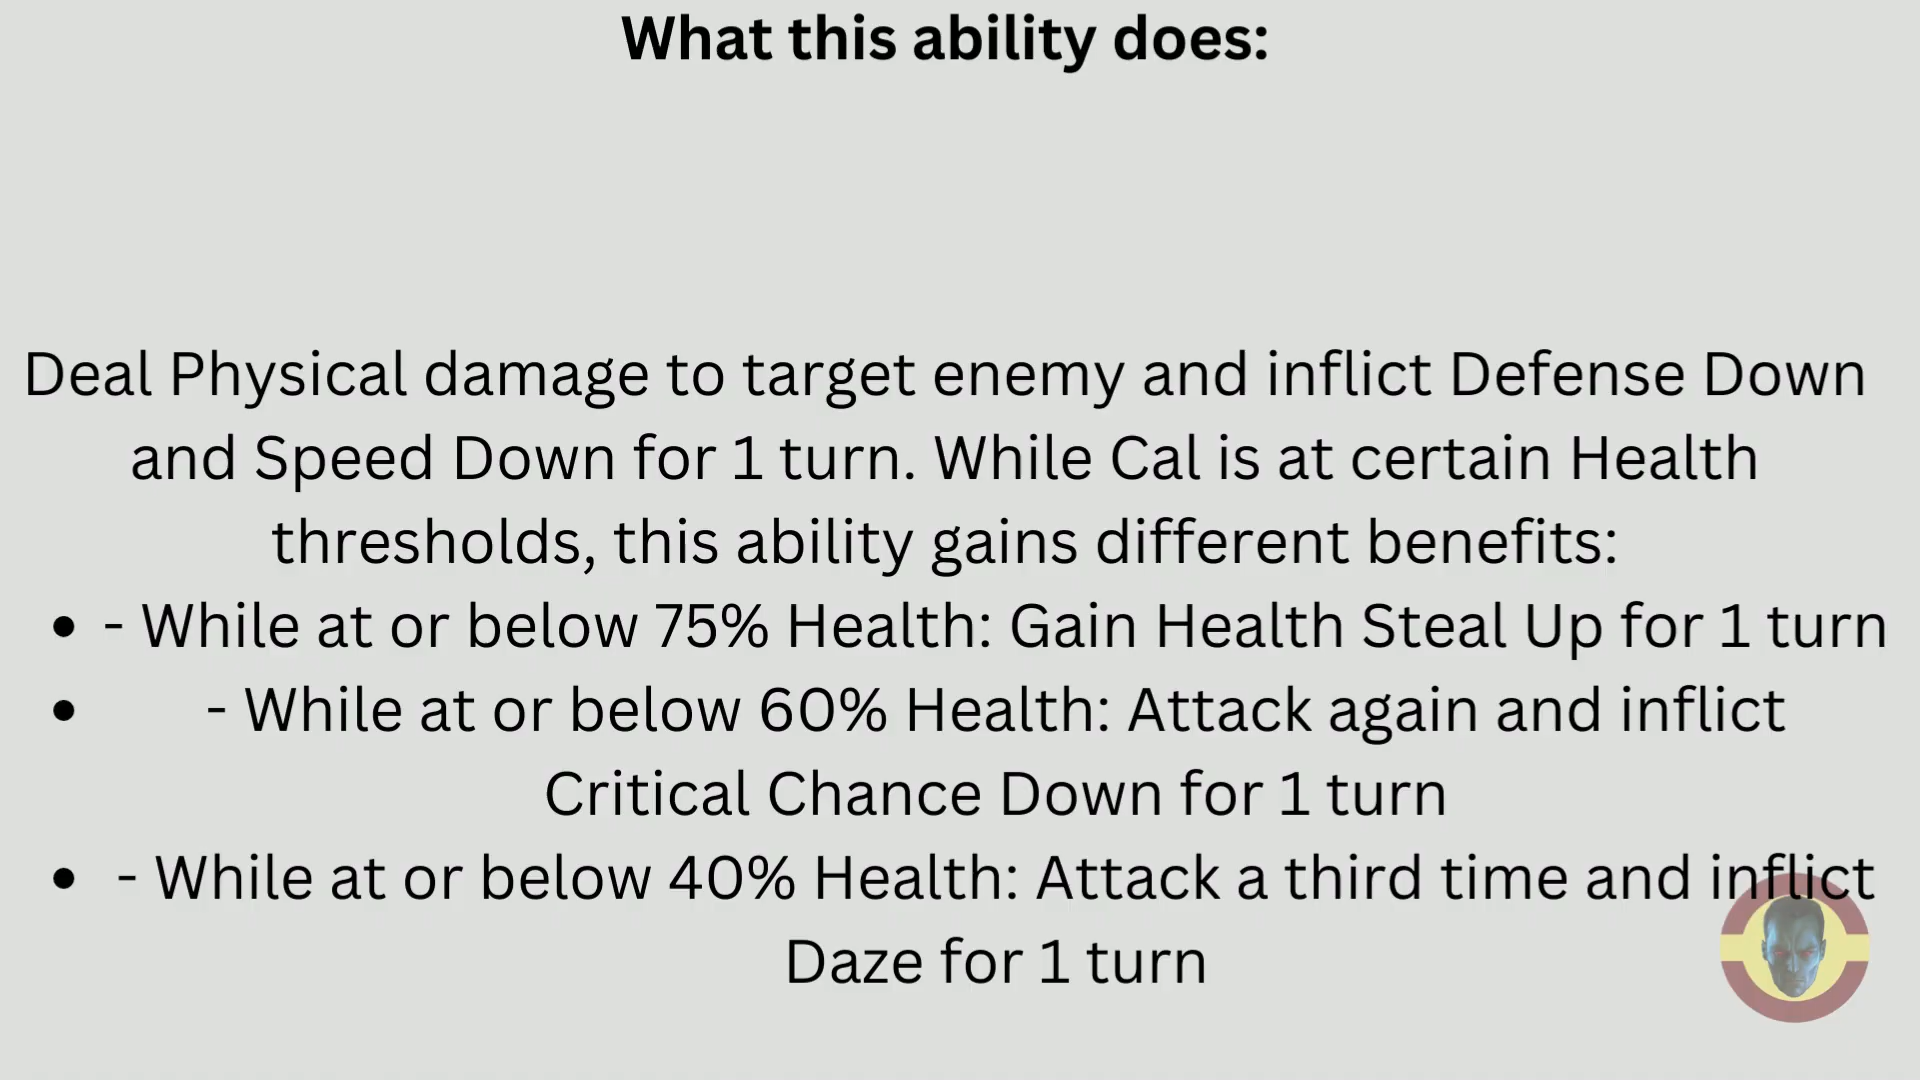 What this ability does:
Deal Physical damage to target enemy and inflict Defense Down
and Speed Down for 1 turn. While Cal is at certain Health
thresholds, this ability gains different benefits:
• - While at or below 75% Health: Gain Health Steal Up for 1 turn
• - While at or below 60% Health: Attack again and inflict
Critical Chance Down for 1 turn
• - While at or below 40% Health: Attack a third time and inflict
Daze for 1 turn